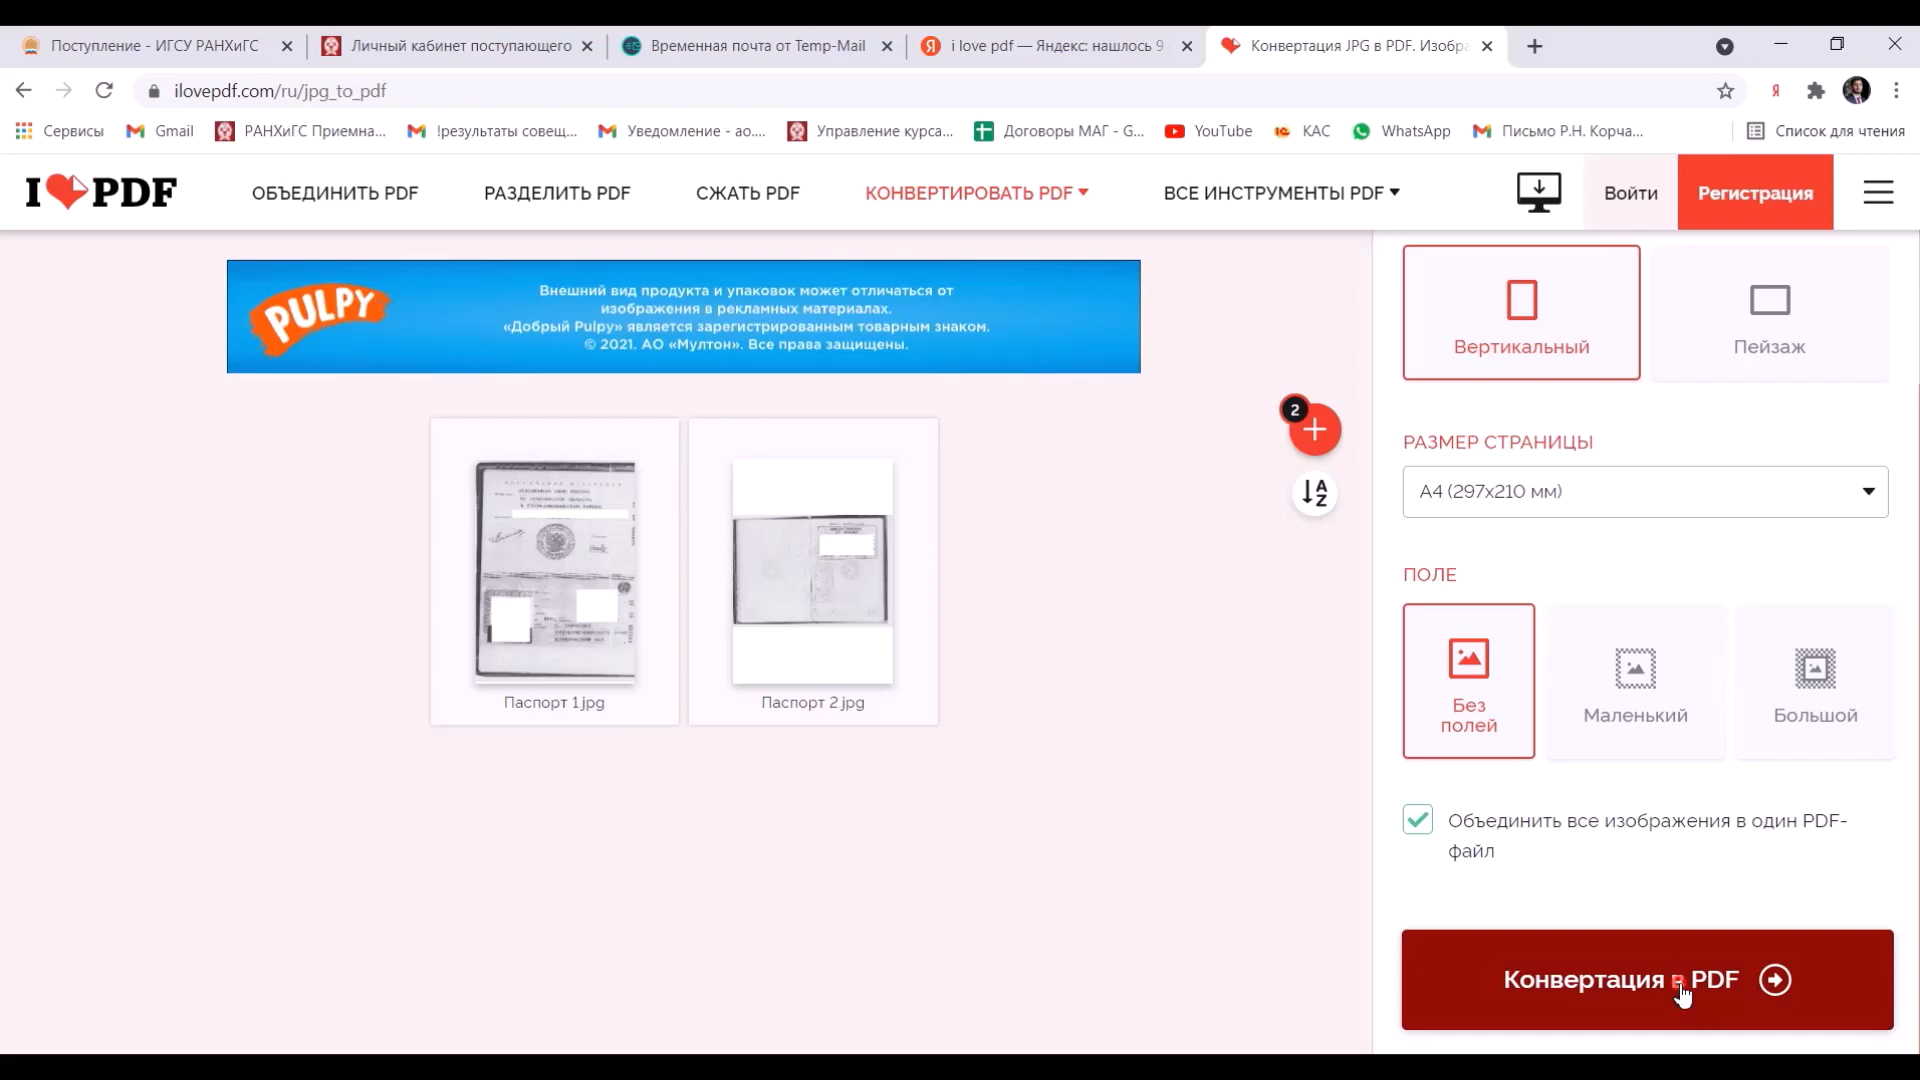 Поступление - ИГСУ РАНХиГС
Личный кабинет поступающего
Временная почта от Temp-Mail
i love pdf — Яндекс: нашлось 9
Конвертация JPG в PDF. Изобра
ilovepdf.com/ru/jpg_to_pdf
Сервисы
Gmail
РАНХиГС Приемна...
!результаты совещ...
Уведомление - ао....
Управление курса...
Договоры МАГ - G...
YouTube
КАС
WhatsApp
Письмо Р.Н. Корча...
Список для чтения
I PDF
ОБЪЕДИНИТЬ PDF
РАЗДЕЛИТЬ PDF
СЖАТЬ PDF
КОНВЕРТИРОВАТЬ PDF
ВСЕ ИНСТРУМЕНТЫ PDF
Войти
Регистрация
PULPY
Внешний вид продукта и упаковок может отличаться от
изображения в рекламных материалах.
«Добрый Pulpy» является зарегистрированным товарным знаком.
© 2021. АО «Мултон». Все права защищены.
2
A
Z
Паспорт 1.jpg
Паспорт 2.jpg
Вертикальный
Пейзаж
РАЗМЕР СТРАНИЦЫ
A4 (297x210 мм)
ПОЛЕ
Без
полей
Маленький
Большой
Объединить все изображения в один PDF-
файл
Конвертация в PDF